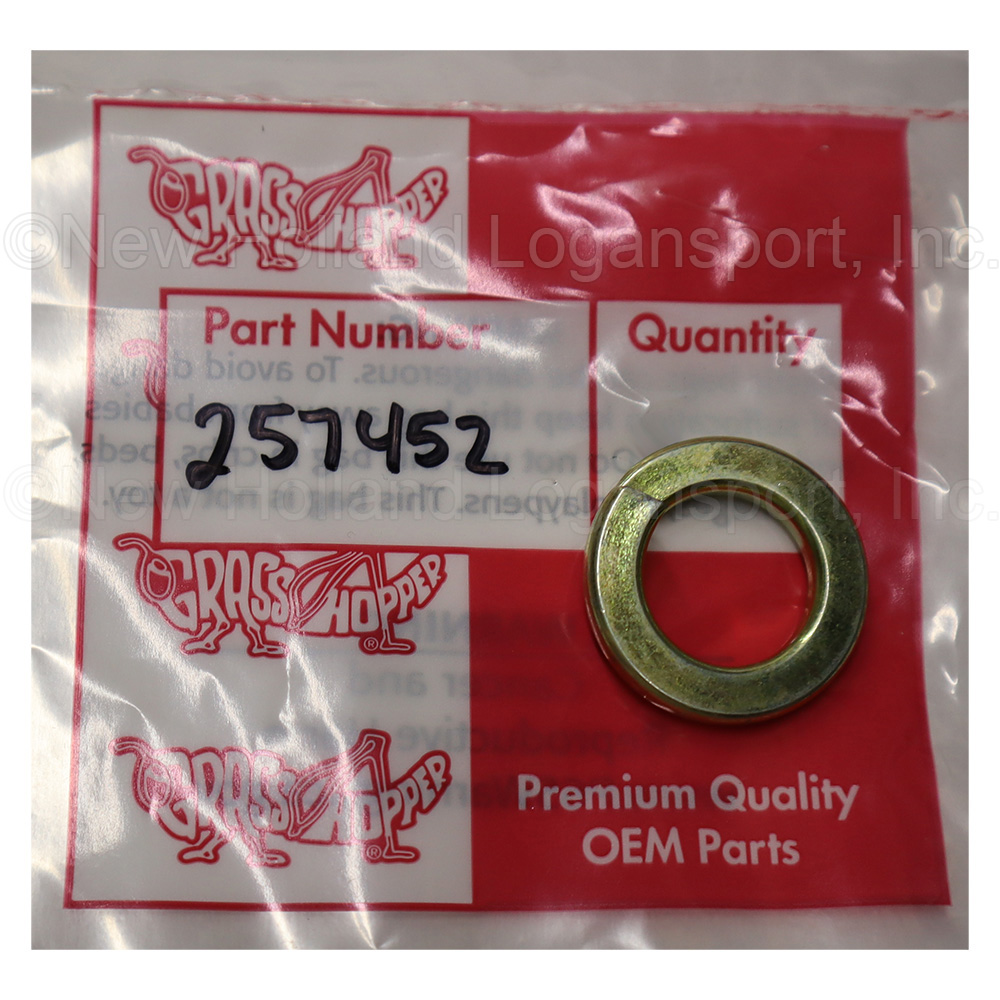 GRASSHOPPER
©New Holland Logansport, Inc.
Part Number
Quantity
257452
©New Holland Logansport, Inc.
GRASSHOPPER®
GRASSHOPPER®
Premium Quality
OEM Parts